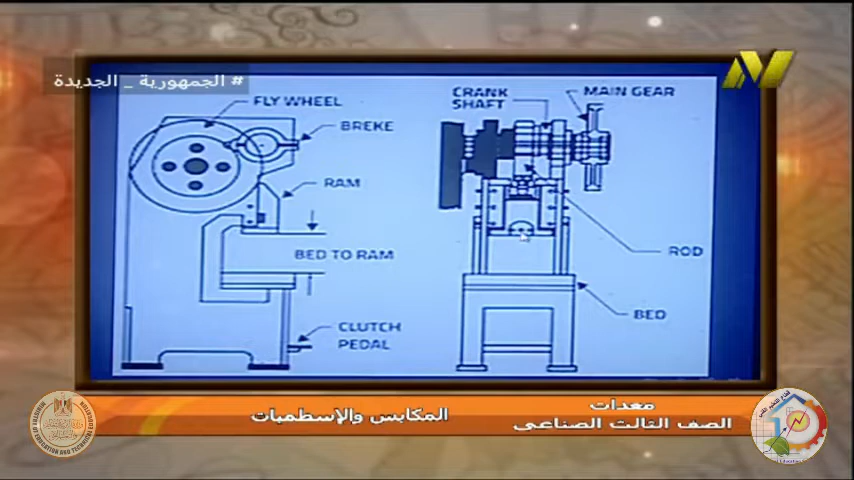 # الجمهورية _ الجديدة
FLY WHEEL
BREKE
RAM
BED TO RAM
CLUTCH
PEDAL
CRANK
SHAFT
MAIN GEAR
ROD
BED
معدات
الصف الثالث الصناعى
المكابس والإسطمبات